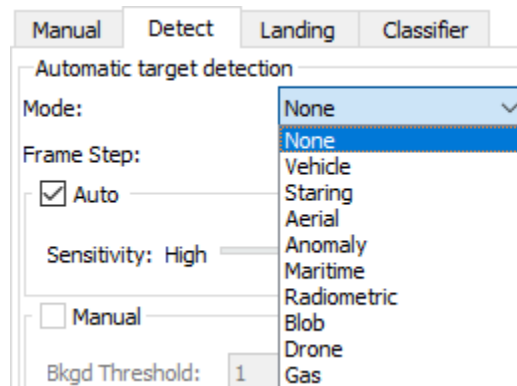 Manual Detect Landing Classifier
Automatic target detection
Mode: None
None
Frame Step:
Vehicle
Auto Staring
Aerial
Sensitivity: High Anomaly
Maritime
Radiometric
Manual Blob
Drone
Bkgd Threshold: 1 Gas